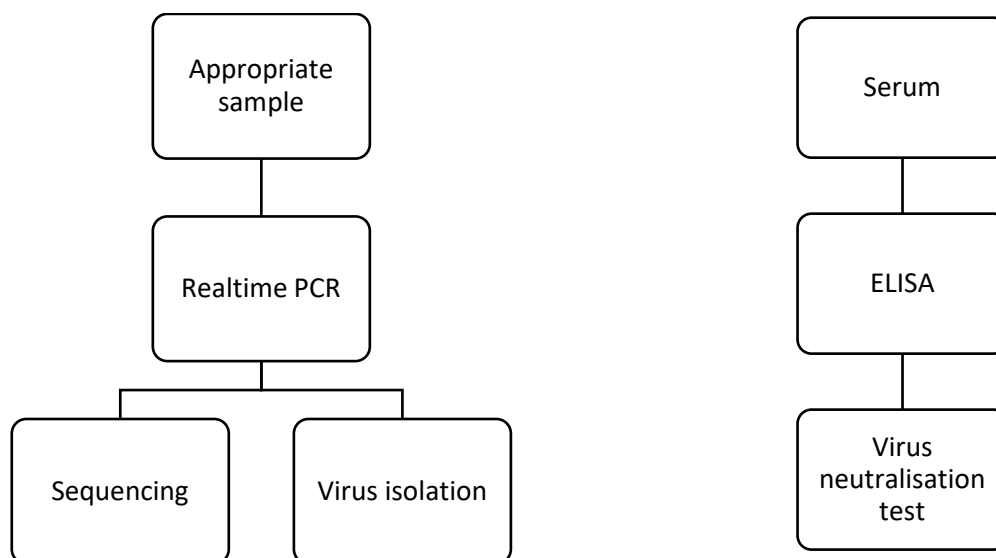 Appropriate
sample
Realtime PCR
Sequencing
Virus isolation
Serum
ELISA
Virus
neutralisation
test